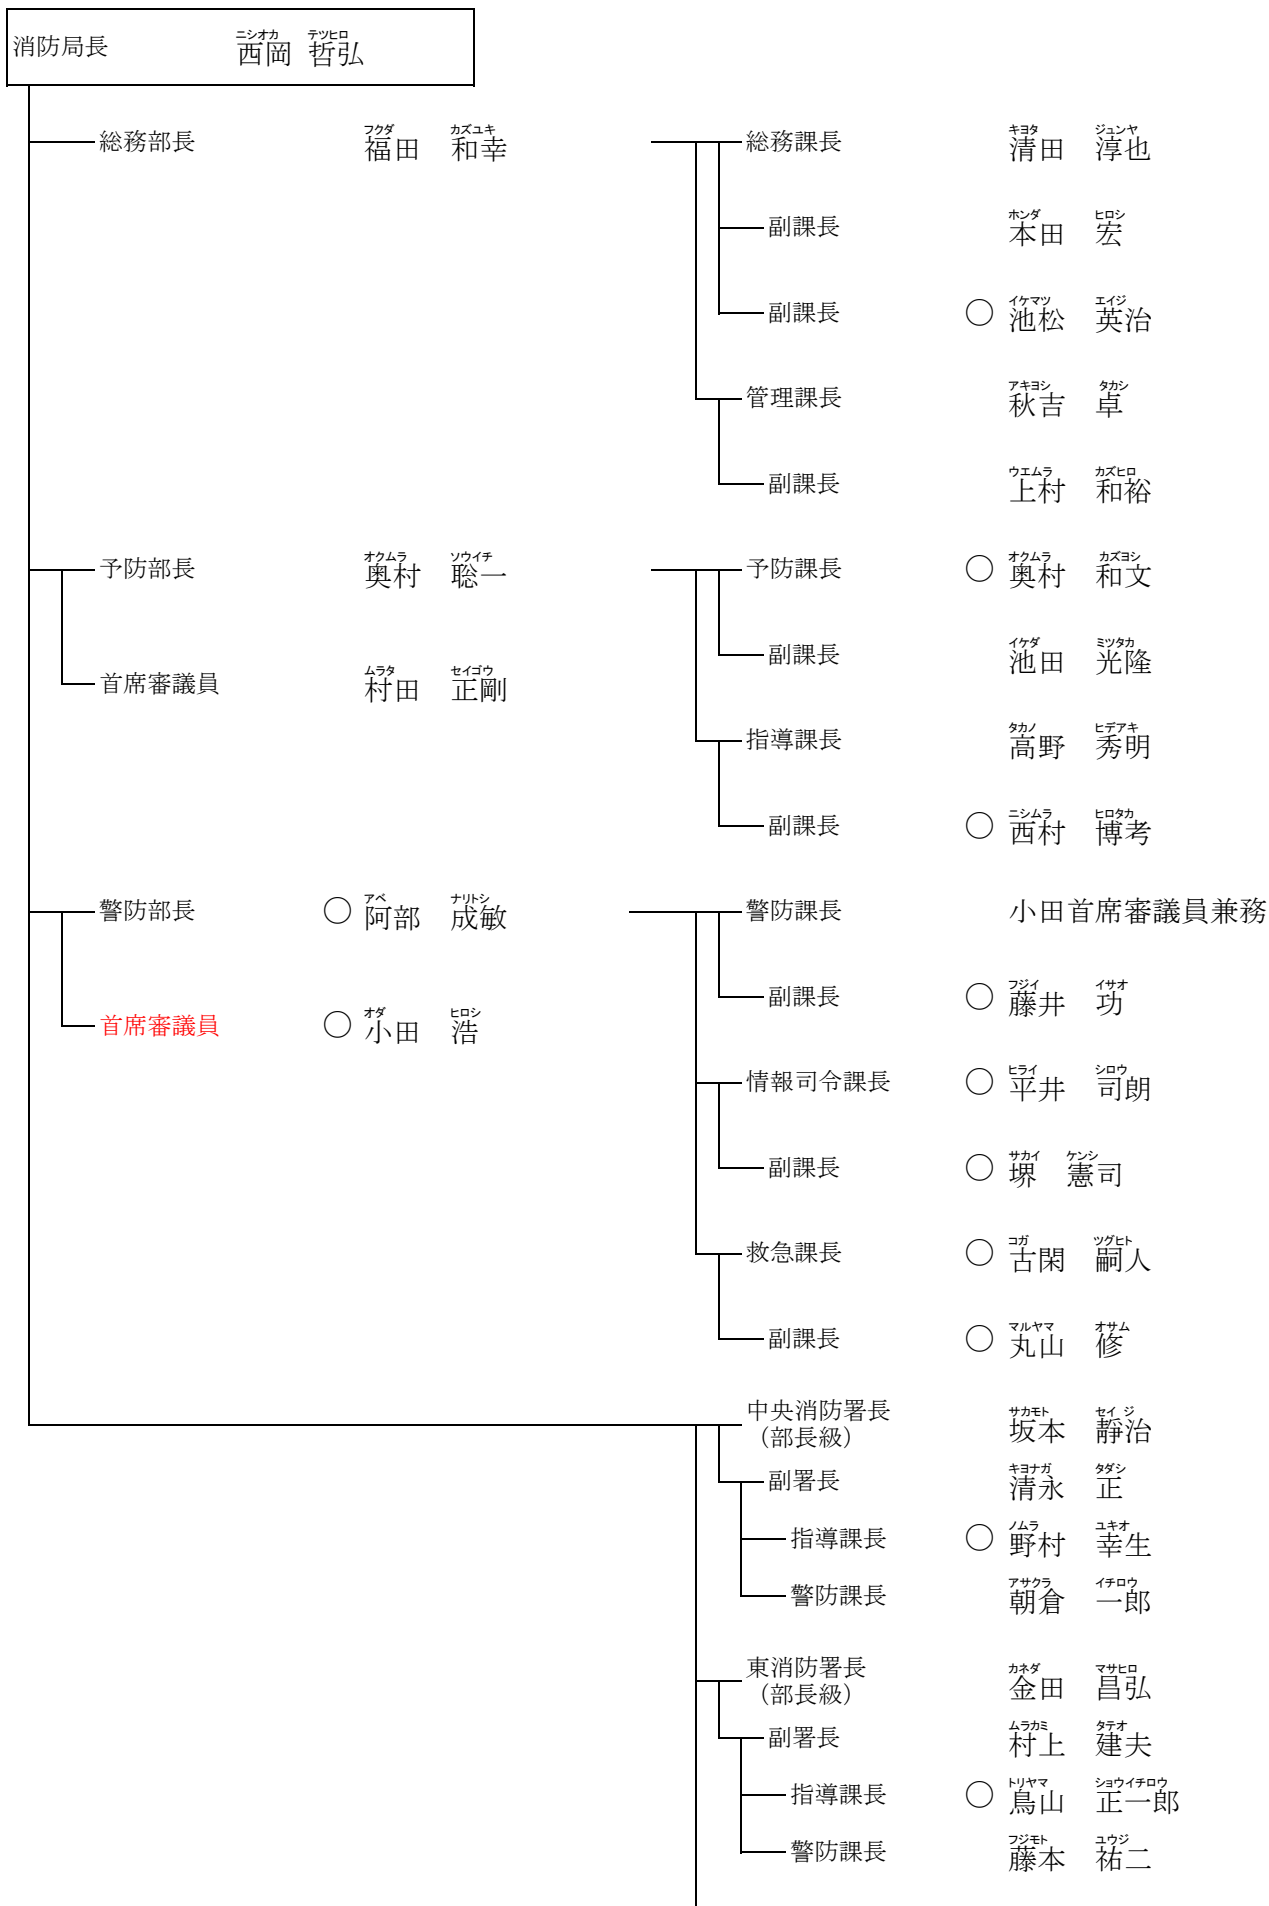 消防局長 西岡 哲弘 ニシオカ テツヒロ
総務部長 福田 和幸 フクダ カズユキ
総務課長 清田 淳也 キヨタ ジュンヤ
副課長 本田 宏 ホンダ ヒロシ
副課長 ○ 池松 英治 イケマツ エイジ
管理課長 秋吉 卓 アキヨシ タカシ
副課長 上村 和裕 ウエムラ カズヒロ
予防部長 奥村 聡一 オクムラ ソウイチ
予防課長 ○ 奥村 和文 オクムラ カズヨシ
副課長 池田 光隆 イケダ ミツタカ
首席審議員 村田 正剛 ムラタ セイゴウ
指導課長 高野 秀明 タカノ ヒデアキ
副課長 ○ 西村 博考 ニシムラ ヒロタカ
警防部長 ○ 阿部 成敏 アベ ナリトシ
警防課長 小田首席審議員兼務
副課長 ○ 藤井 功 フジイ イサオ
首席審議員 ○ 小田 浩 オダ ヒロシ
情報司令課長 ○ 平井 司朗 ヒライ シロウ
副課長 ○ 堺 憲司 サカイ ケンシ
救急課長 ○ 古閑 嗣人 コガ ツグヒト
副課長 ○ 丸山 修 マルヤマ オサム
中央消防署長 坂本 靜治 サカモト セイ ジ
（部長級）
副署長 清永 正 キヨナガ タダシ
指導課長 ○ 野村 幸生 ノムラ ユキオ
警防課長 朝倉 一郎 アサクラ イチロウ
東消防署長 金田 昌弘 カネダ マサヒロ
（部長級）
副署長 村上 建夫 ムラカミ タテオ
指導課長 ○ 鳥山 正一郎 トリヤマ ショウイチロウ
警防課長 藤本 祐二 フジモト ユウジ